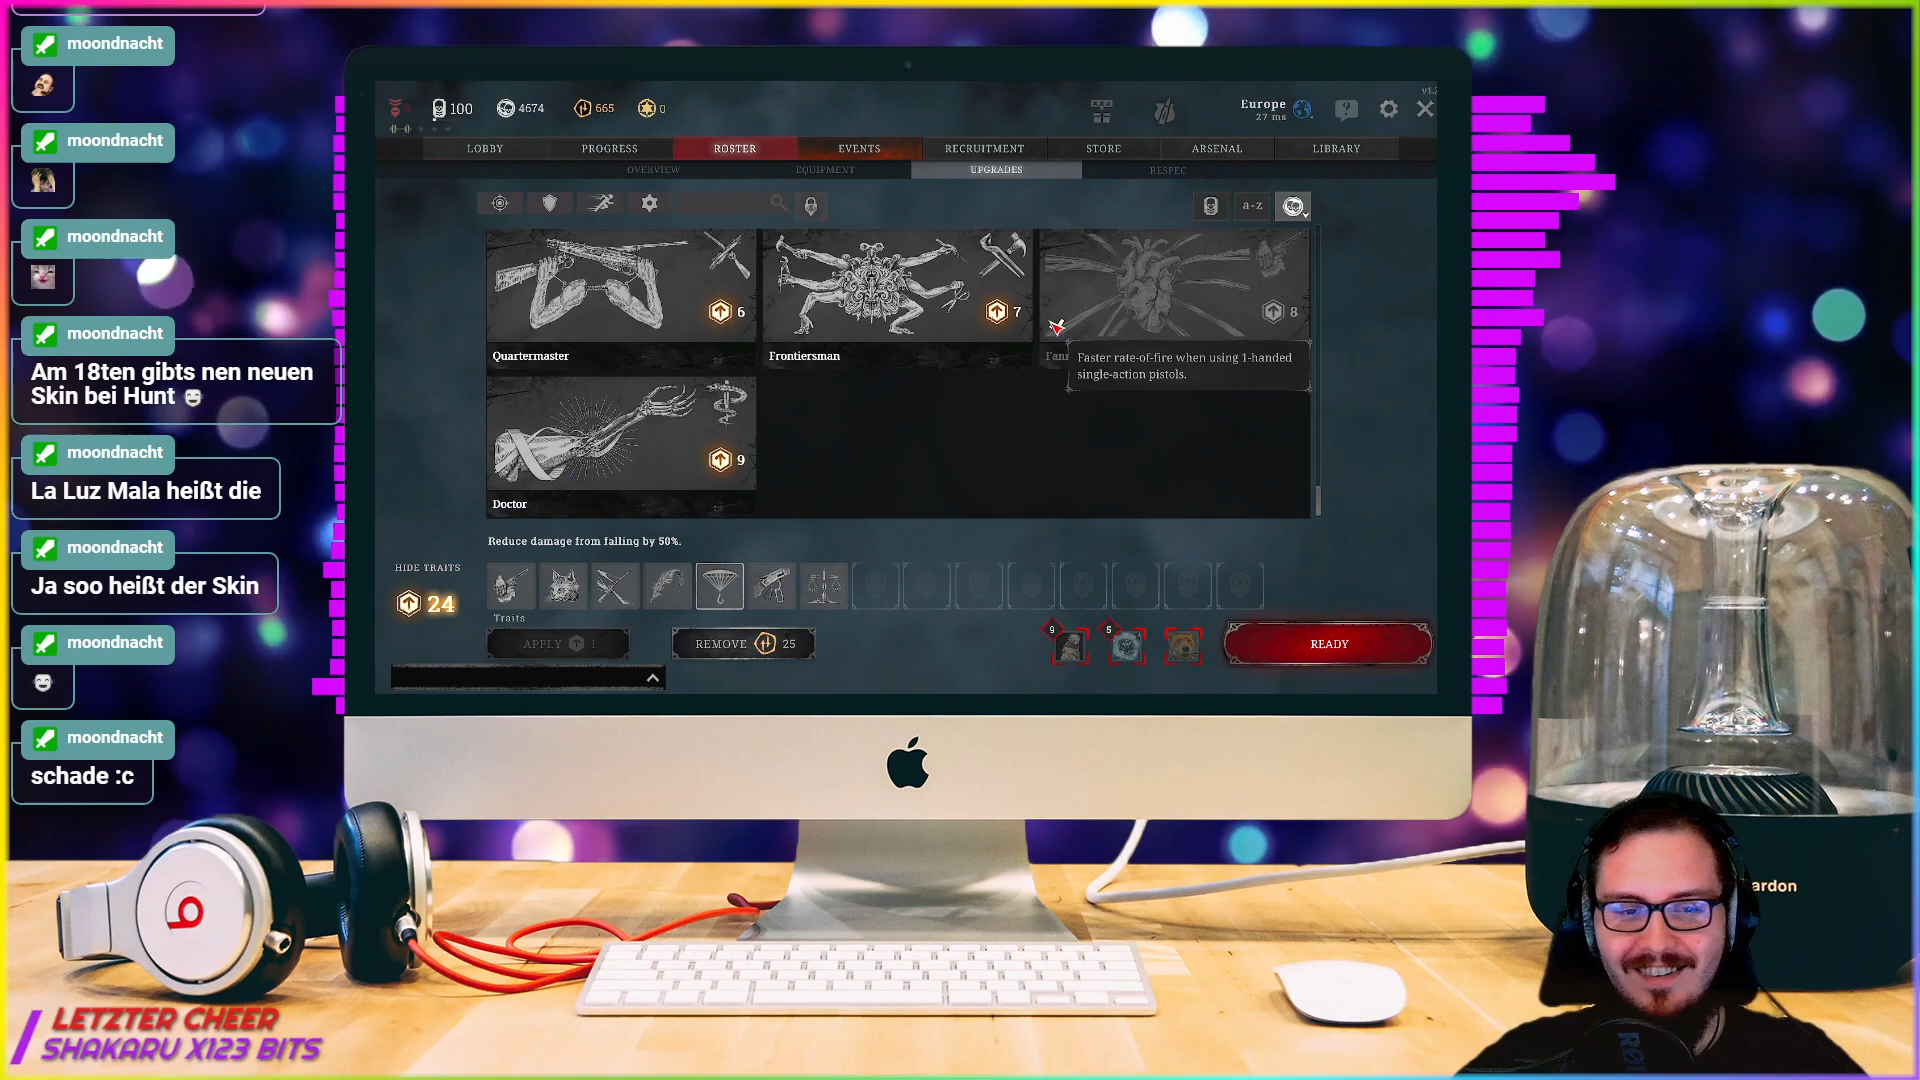 moondnacht
moondnacht
moondnacht
moondnacht
Am 18ten gibts nen neuen
Skin bei Hunt
moondnacht
La Luz Mala heißt die
moondnacht
Ja soo heißt der Skin
moondnacht
moondnacht
schade :c
LETZTER CHEER
SHAKARU X123 BITS
100
4674
665
0
Europe
27 ms
LOBBY
PROGRESS
ROSTER
EVENTS
RECRUITMENT
STORE
ARSENAL
LIBRARY
OVERVIEW
EQUIPMENT
UPGRADES
RESPEC
a-z
6
7
8
Quartermaster
Frontiersman
Faster rate-of-fire when using 1-handed
single-action pistols.
9
Doctor
Reduce damage from falling by 50%.
HIDE TRAITS
24
Traits
APPLY 1
REMOVE 25
9
5
READY
ardon